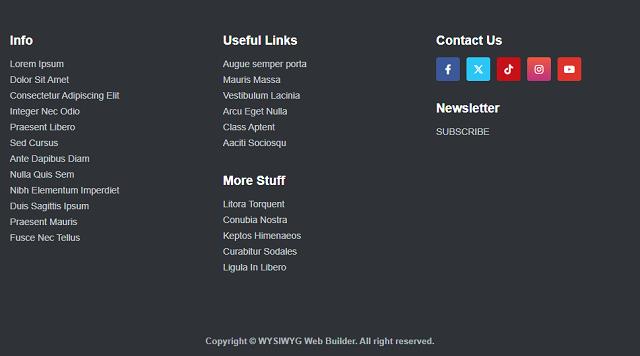 Info
Lorem Ipsum
Dolor Sit Amet
Consectetur Adipiscing Elit
Integer Nec Odio
Praesent Libero
Sed Cursus
Ante Dapibus Diam
Nulla Quis Sem
Nibh Elementum Imperdiet
Duis Sagittis Ipsum
Praesent Mauris
Fusce Nec Tellus
Useful Links
Augue semper porta
Mauris Massa
Vestibulum Lacinia
Arcu Eget Nulla
Class Aptent
Aaciti Sociosqu
More Stuff
Litora Torquent
Conubia Nostra
Keptos Himenaeos
Curabitur Sodales
Ligula In Libero
Contact Us
Newsletter
SUBSCRIBE
Copyright © WYSIWYG Web Builder. All right reserved.